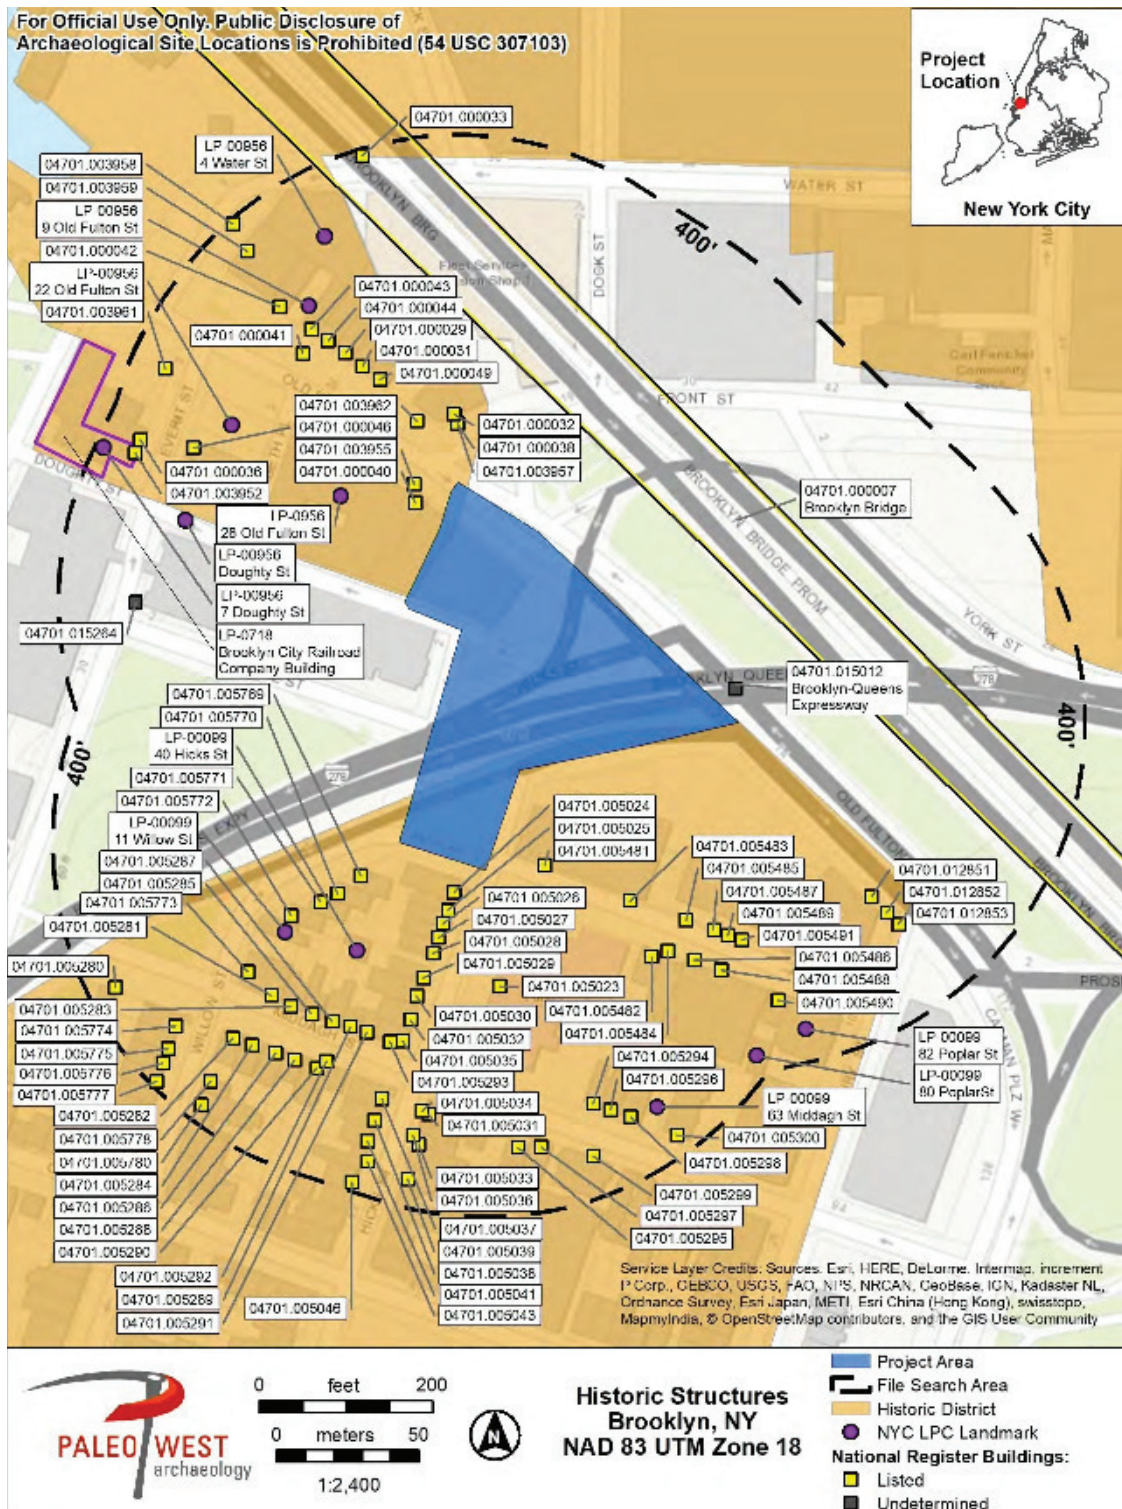 For Official Use Only. Public Disclosure of
Archaeological Site Locations is Prohibited (54 USC 307103)
Project
Location
New York City
04701.000033
LP-00956
4 Water St
04701.003958
04701.003959
LP-00956
9 Old Fulton St
04701.000042
LP-00956
22 Old Fulton St
04701.003961
WATER ST
400'
BROOKLYN BRG
DOCK ST
04701.000043
04701.000044
04701.000029
04701.000031
04701.000049
04701.000041
FRONT ST
EVERIT ST
04701.003962
04701.000046
04701.003955
04701.000040
04701.000032
04701.000038
04701.003957
DOUGHTY ST
04701.000036
04701.003952
LP-0956
28 Old Fulton St
LP-00956
Doughty St
LP-00956
7 Doughty St
LP-0718
Brooklyn City Railroad
Company Building
04701.000007
Brooklyn Bridge
BROOKLYN BRIDGE PROM
YORK ST
04701.015264
04701.015012
Brooklyn-Queens
Expressway
278
400'
400'
04701.005769
04701.005770
LP-00099
40 Hicks St
04701.005771
04701.005772
LP-00099
11 Willow St
04701.005287
04701.005285
04701.005773
04701.005281
04701.005280
278
EXPY
OLD FULTON
04701.005024
04701.005025
04701.005481
04701.005483
04701.005485
04701.005487
04701.005489
04701.005491
04701.012851
04701.012852
04701.012853
04701.005026
04701.005027
04701.005028
04701.005029
04701.005023
04701.005486
04701.005488
04701.005490
04701.005482
04701.005484
04701.005030
04701.005032
04701.005035
04701.005293
04701.005294
04701.005296
LP-00099
82 Poplar St
LP-00099
80 PoplarSt
LP-00099
63 Middagh St
04701.005283
04701.005774
04701.005775
04701.005776
04701.005777
04701.005282
04701.005778
04701.005780
04701.005284
04701.005286
04701.005288
04701.005290
04701.005292
04701.005289
04701.005291
04701.005034
04701.005031
04701.005033
04701.005036
04701.005300
04701.005298
04701.005299
04701.005297
04701.005295
04701.005037
04701.005039
04701.005038
04701.005041
04701.005043
04701.005046
Service Layer Credits: Sources. Esri, HERE, DeLorme, Intermap, increment
P Corp., GEBCO, USGS, FAO, NPS, NRCAN, GeoBase, IGN, Kadaster NL,
Ordnance Survey, Esri Japan, METI, Esri China (Hong Kong), swisstopo,
MapmyIndia, © OpenStreetMap contributors, and the GIS User Community
PALEO WEST
archaeology
0 feet 200
0 meters 50
1:2,400
N
Historic Structures
Brooklyn, NY
NAD 83 UTM Zone 18
Project Area
File Search Area
Historic District
NYC LPC Landmark
National Register Buildings:
Listed
Undetermined